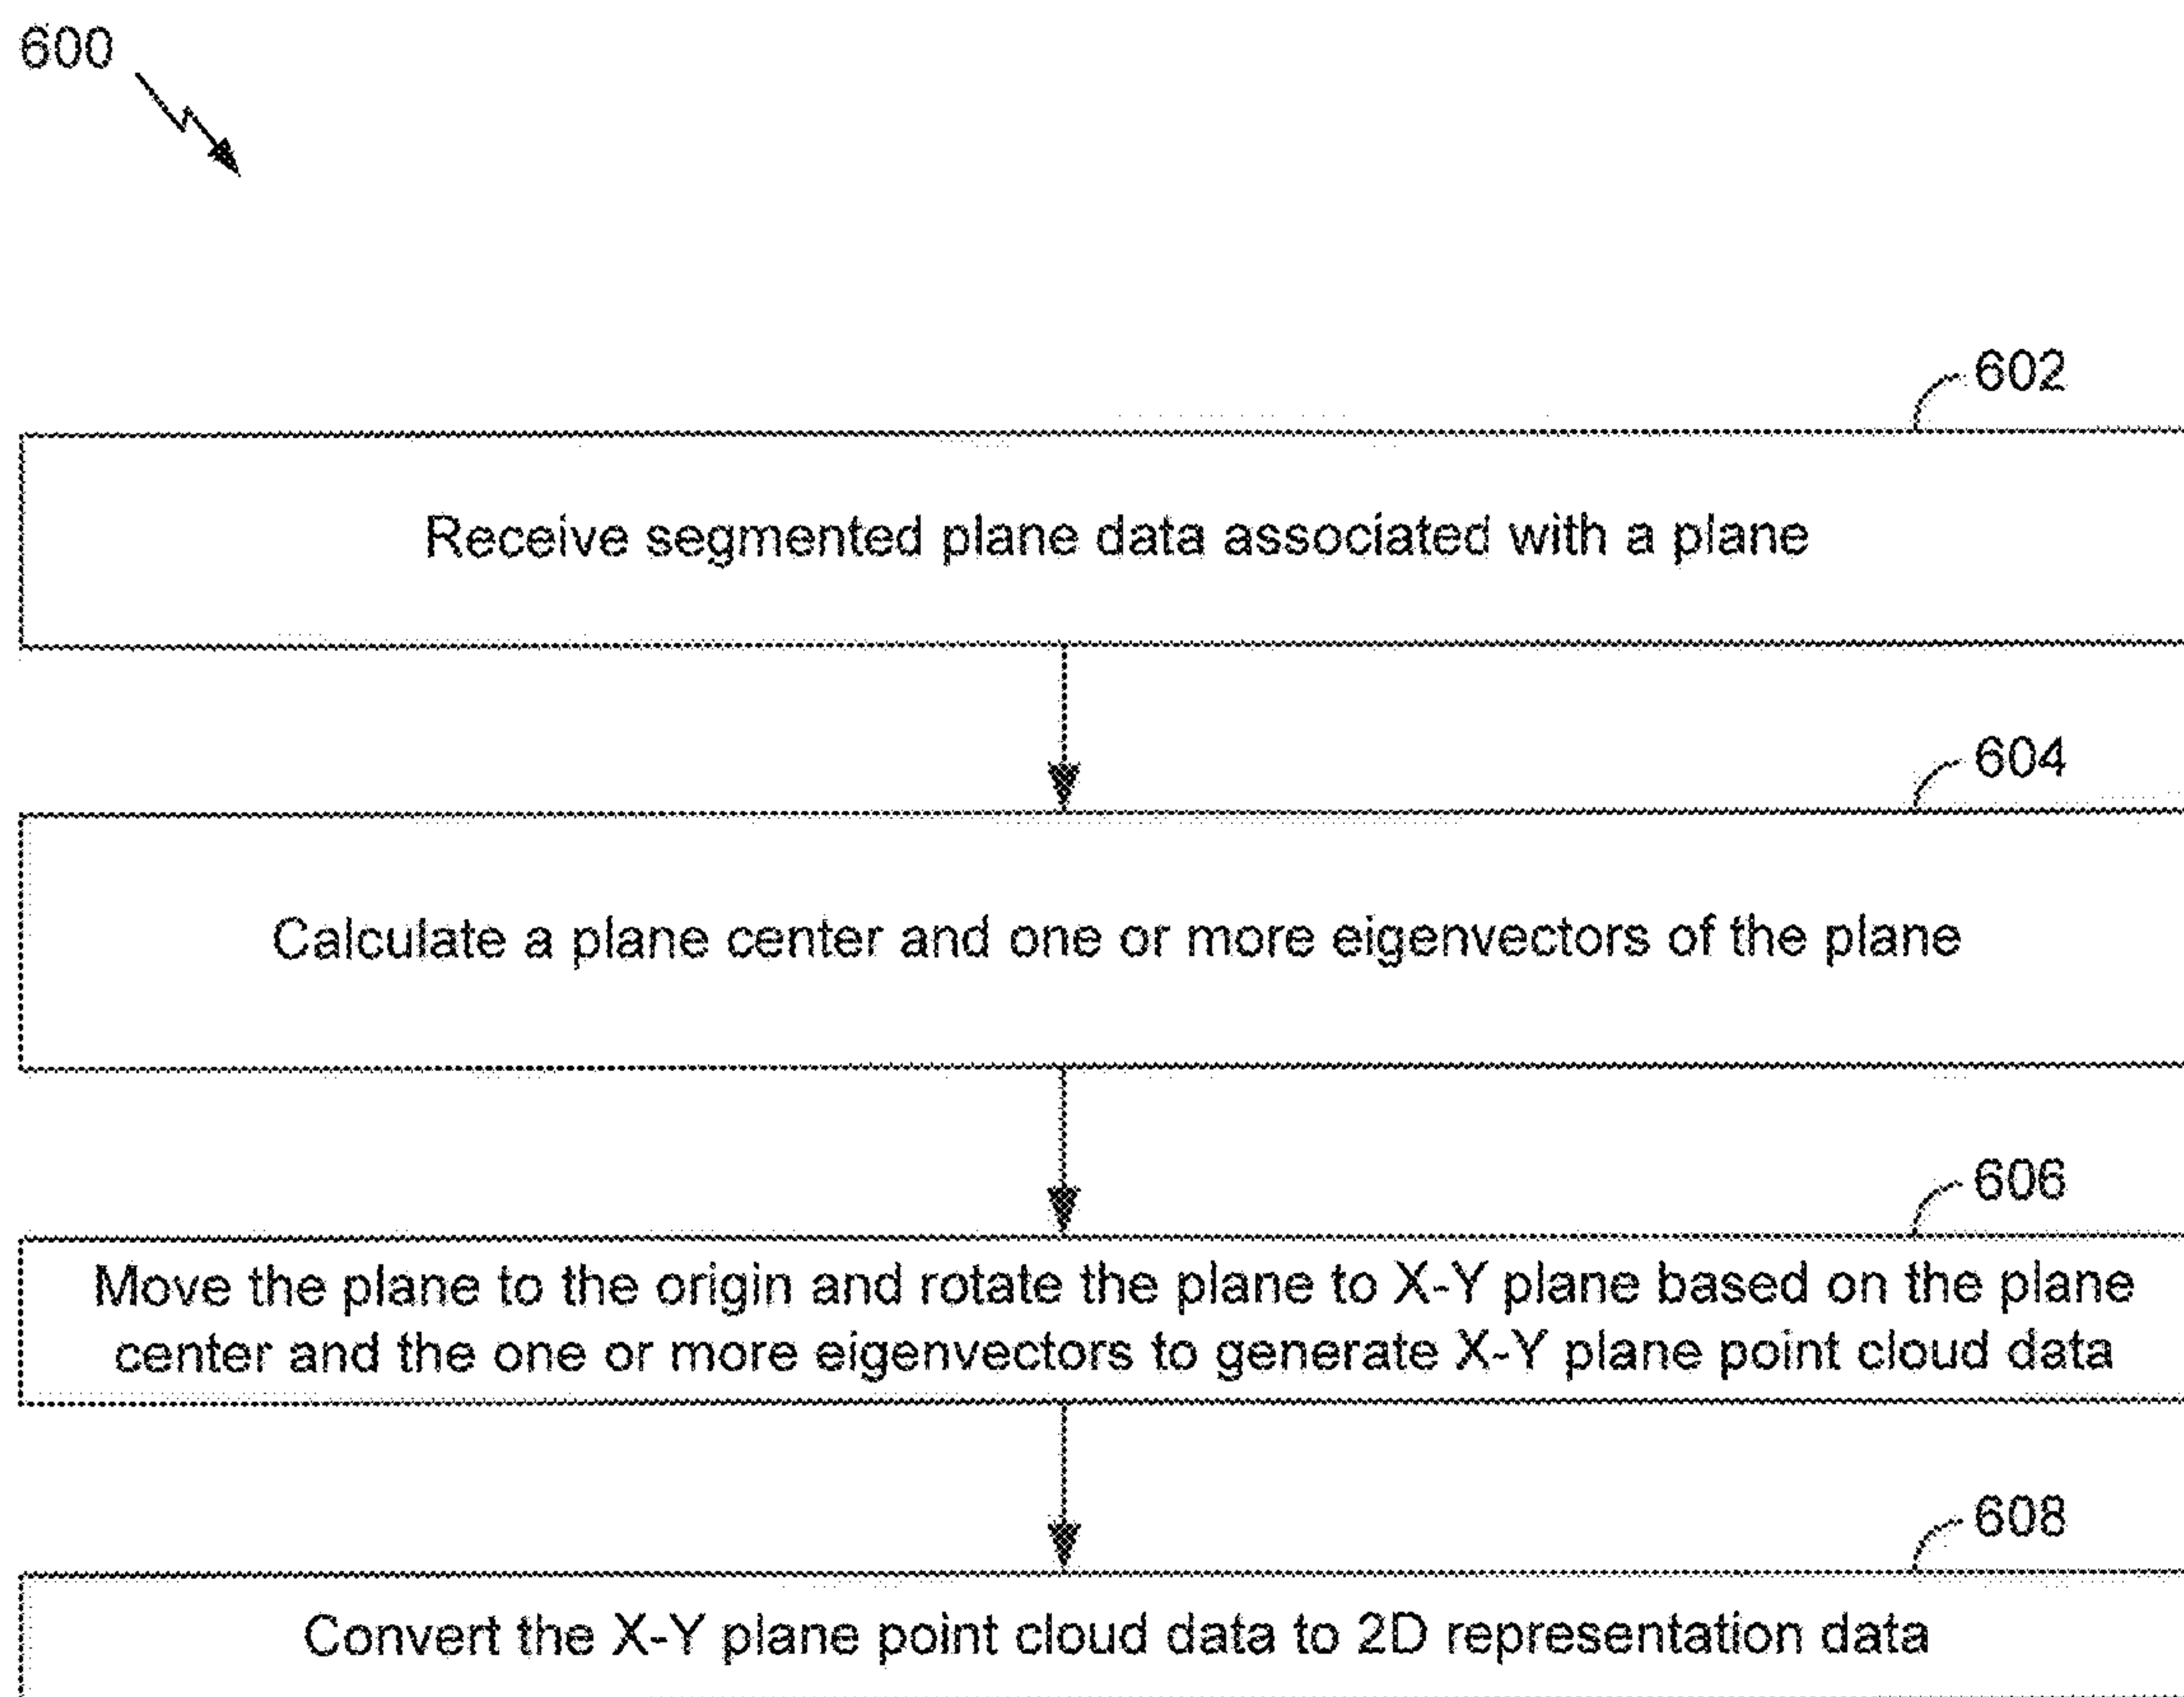 600
602
Receive segmented plane data associated with a plane
604
Calculate a plane center and one or more eigenvectors of the plane
606
Move the plane to the origin and rotate the plane to X-Y plane based on the plane
center and the one or more eigenvectors to generate X-Y plane point cloud data
608
Convert the X-Y plane point cloud data to 2D representation data